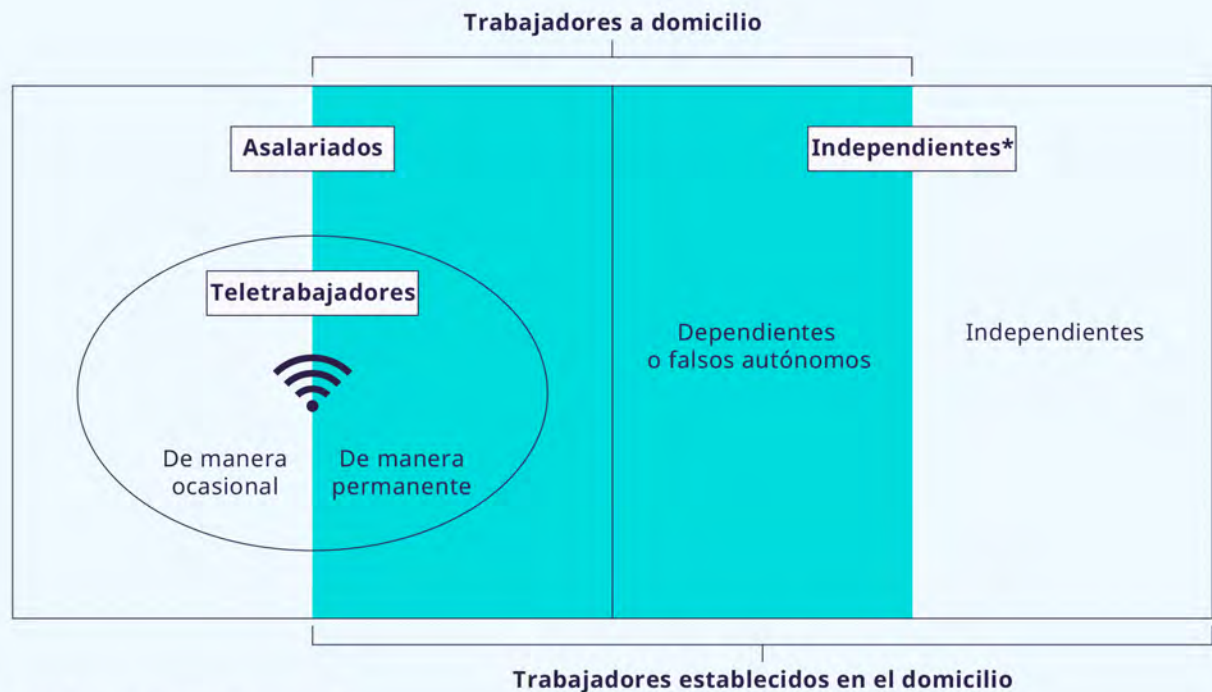 Trabajadores a domicilio
Asalariados
Independientes*
Teletrabajadores
Dependientes
o falsos autónomos
Independientes
De manera
ocasional
De manera
permanente
Trabajadores establecidos en el domicilio